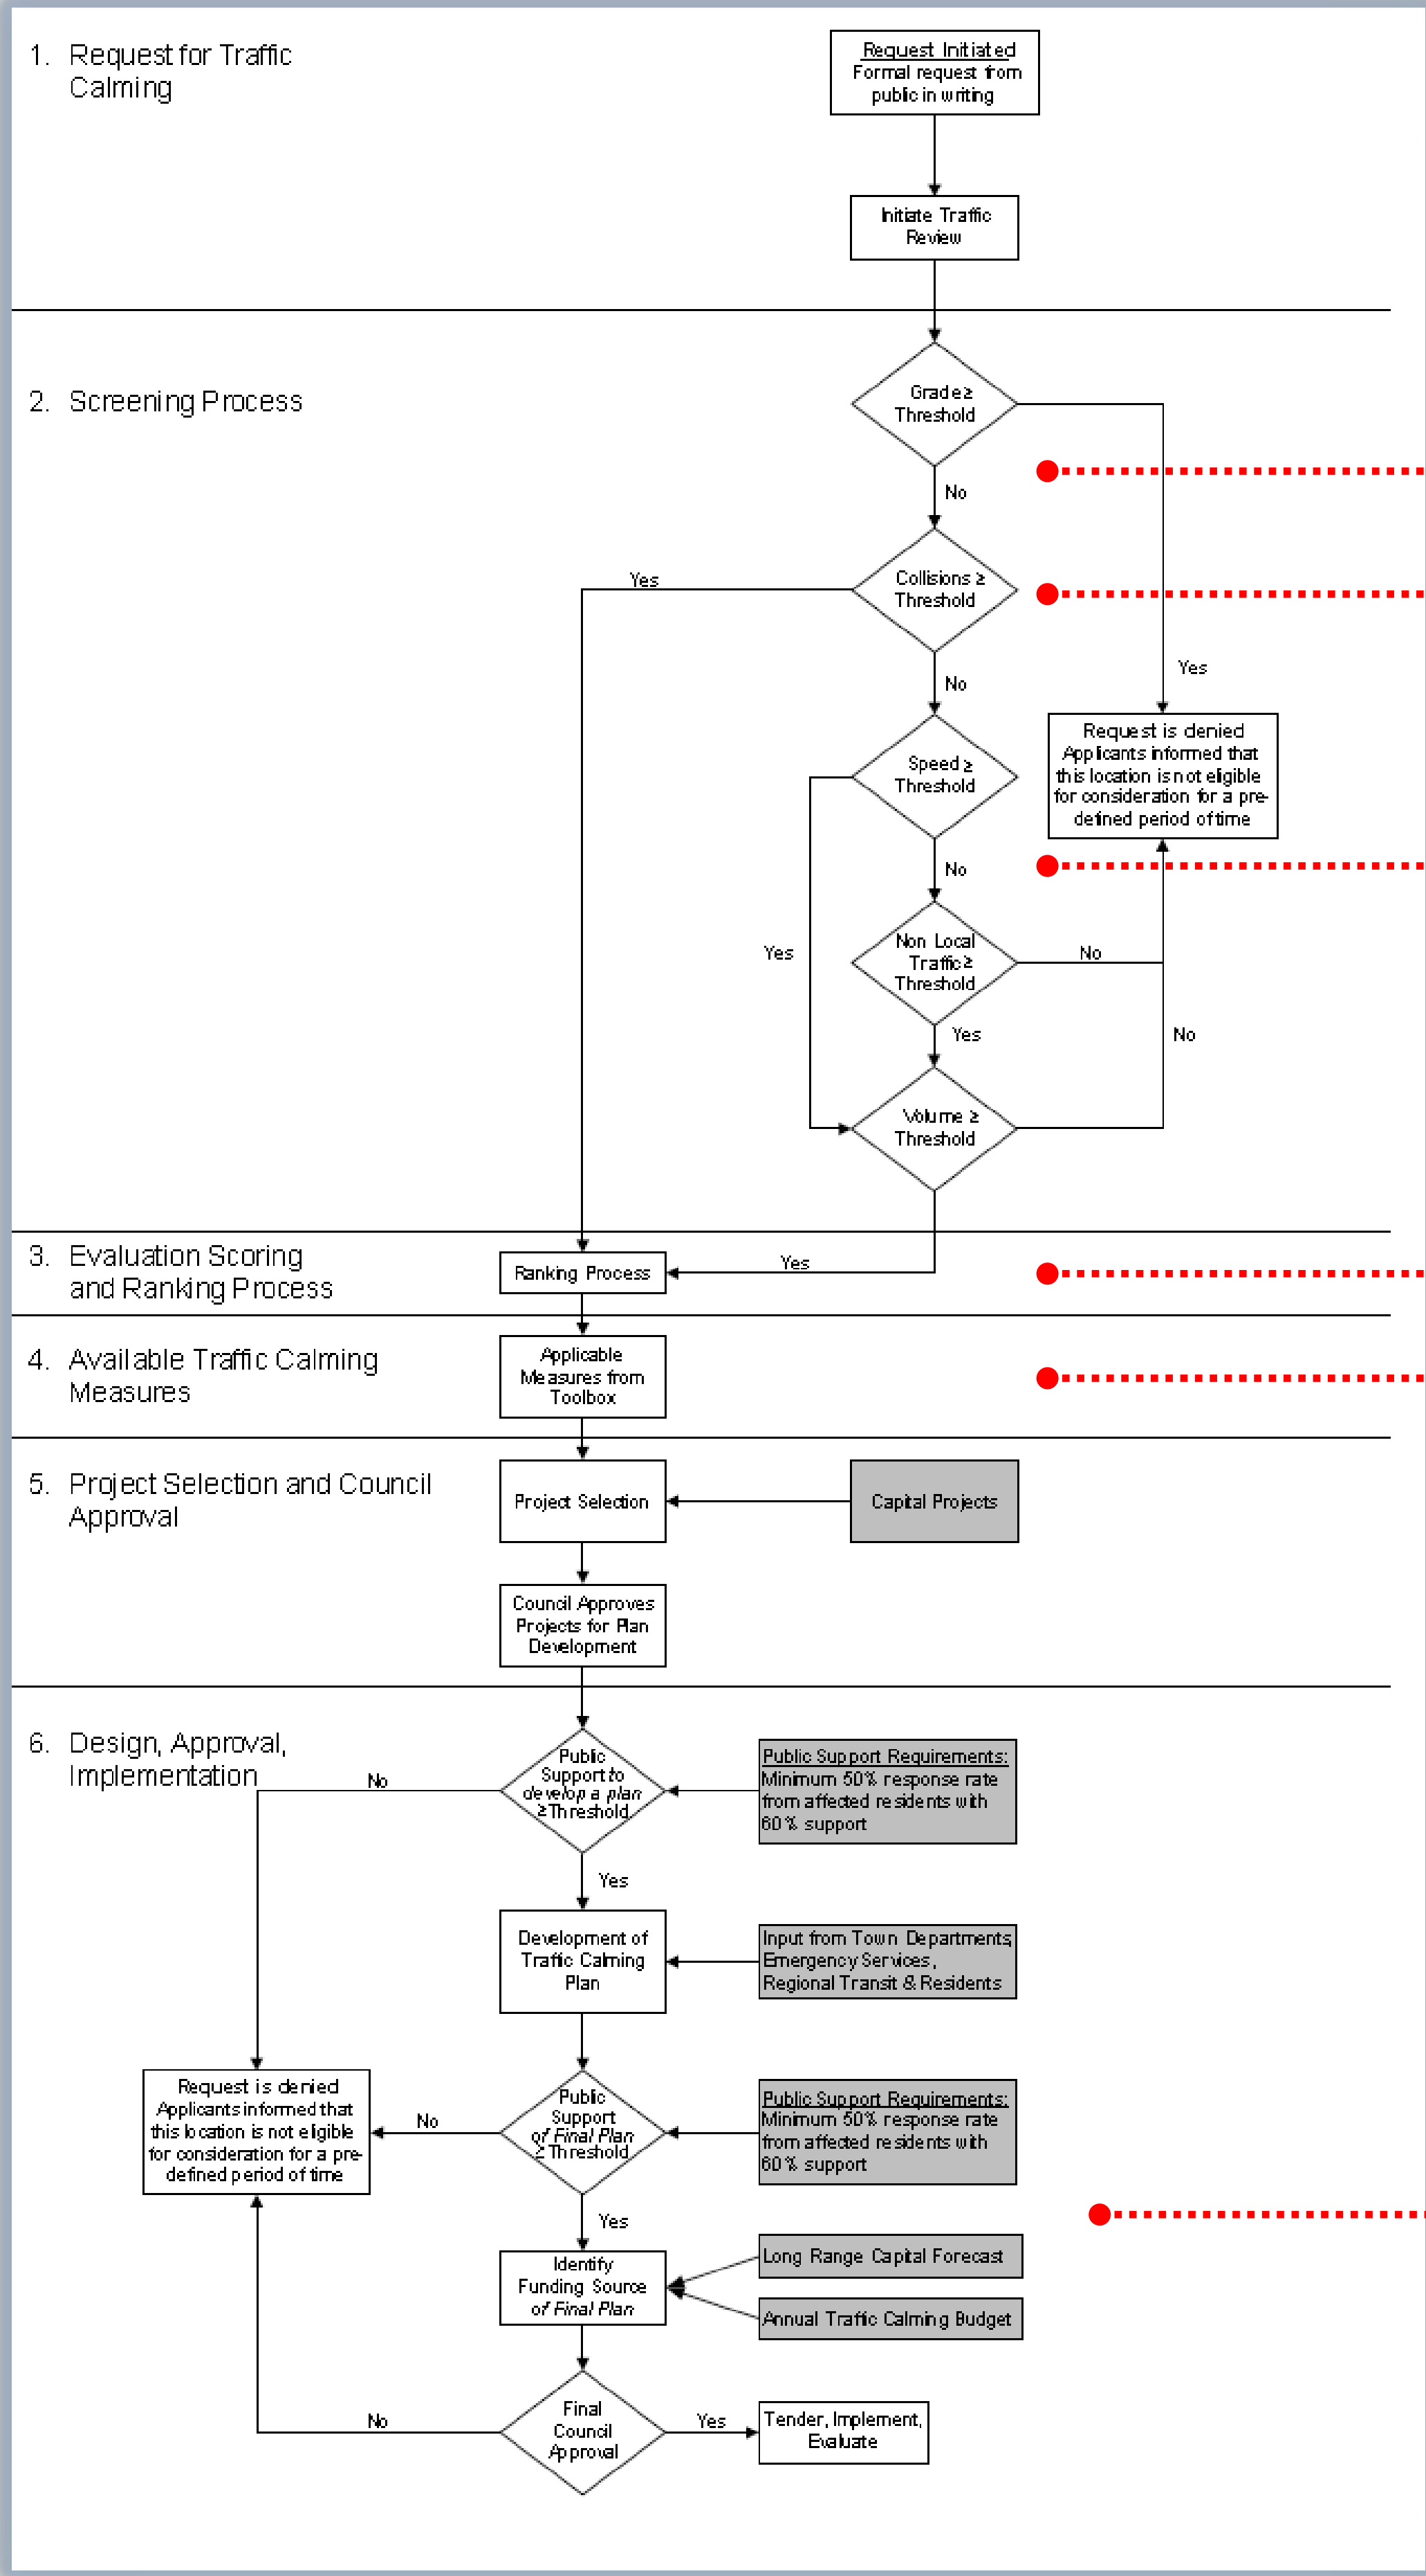 1. Request for Traffic
Calming
Request Initiated
Formal request from
public in writing
Initiate Traffic
Review
2. Screening Process
Grade ≥
Threshold
No
Yes
Collisions ≥
Threshold
Yes
No
Speed ≥
Threshold
Request is denied
Applicants informed that
this location is not eligible
for consideration for a pre-
defined period of time
No
Yes
Non Local
Traffic ≥
Threshold
No
Yes
No
Volume ≥
Threshold
3. Evaluation Scoring
and Ranking Process
Ranking Process
Yes
4. Available Traffic Calming
Measures
Applicable
Measures from
Toolbox
5. Project Selection and Council
Approval
Project Selection
Capital Projects
Council Approves
Projects for Plan
Development
6. Design, Approval,
Implementation
No
Public
Support to
develop a plan
≥ Threshold
Public Support Requirements:
Minimum 50% response rate
from affected residents with
60% support
Yes
Development of
Traffic Calming
Plan
Input from Town Departments,
Emergency Services,
Regional Transit & Residents
Request is denied
Applicants informed that
this location is not eligible
for consideration for a pre-
defined period of time
No
Public
Support
of Final Plan
≥ Threshold
Public Support Requirements:
Minimum 50% response rate
from affected residents with
60% support
Yes
Identify
Funding Source
of Final Plan
Long Range Capital Forecast
Annual Traffic Calming Budget
No
Final
Council
Approval
Yes
Tender, Implement,
Evaluate